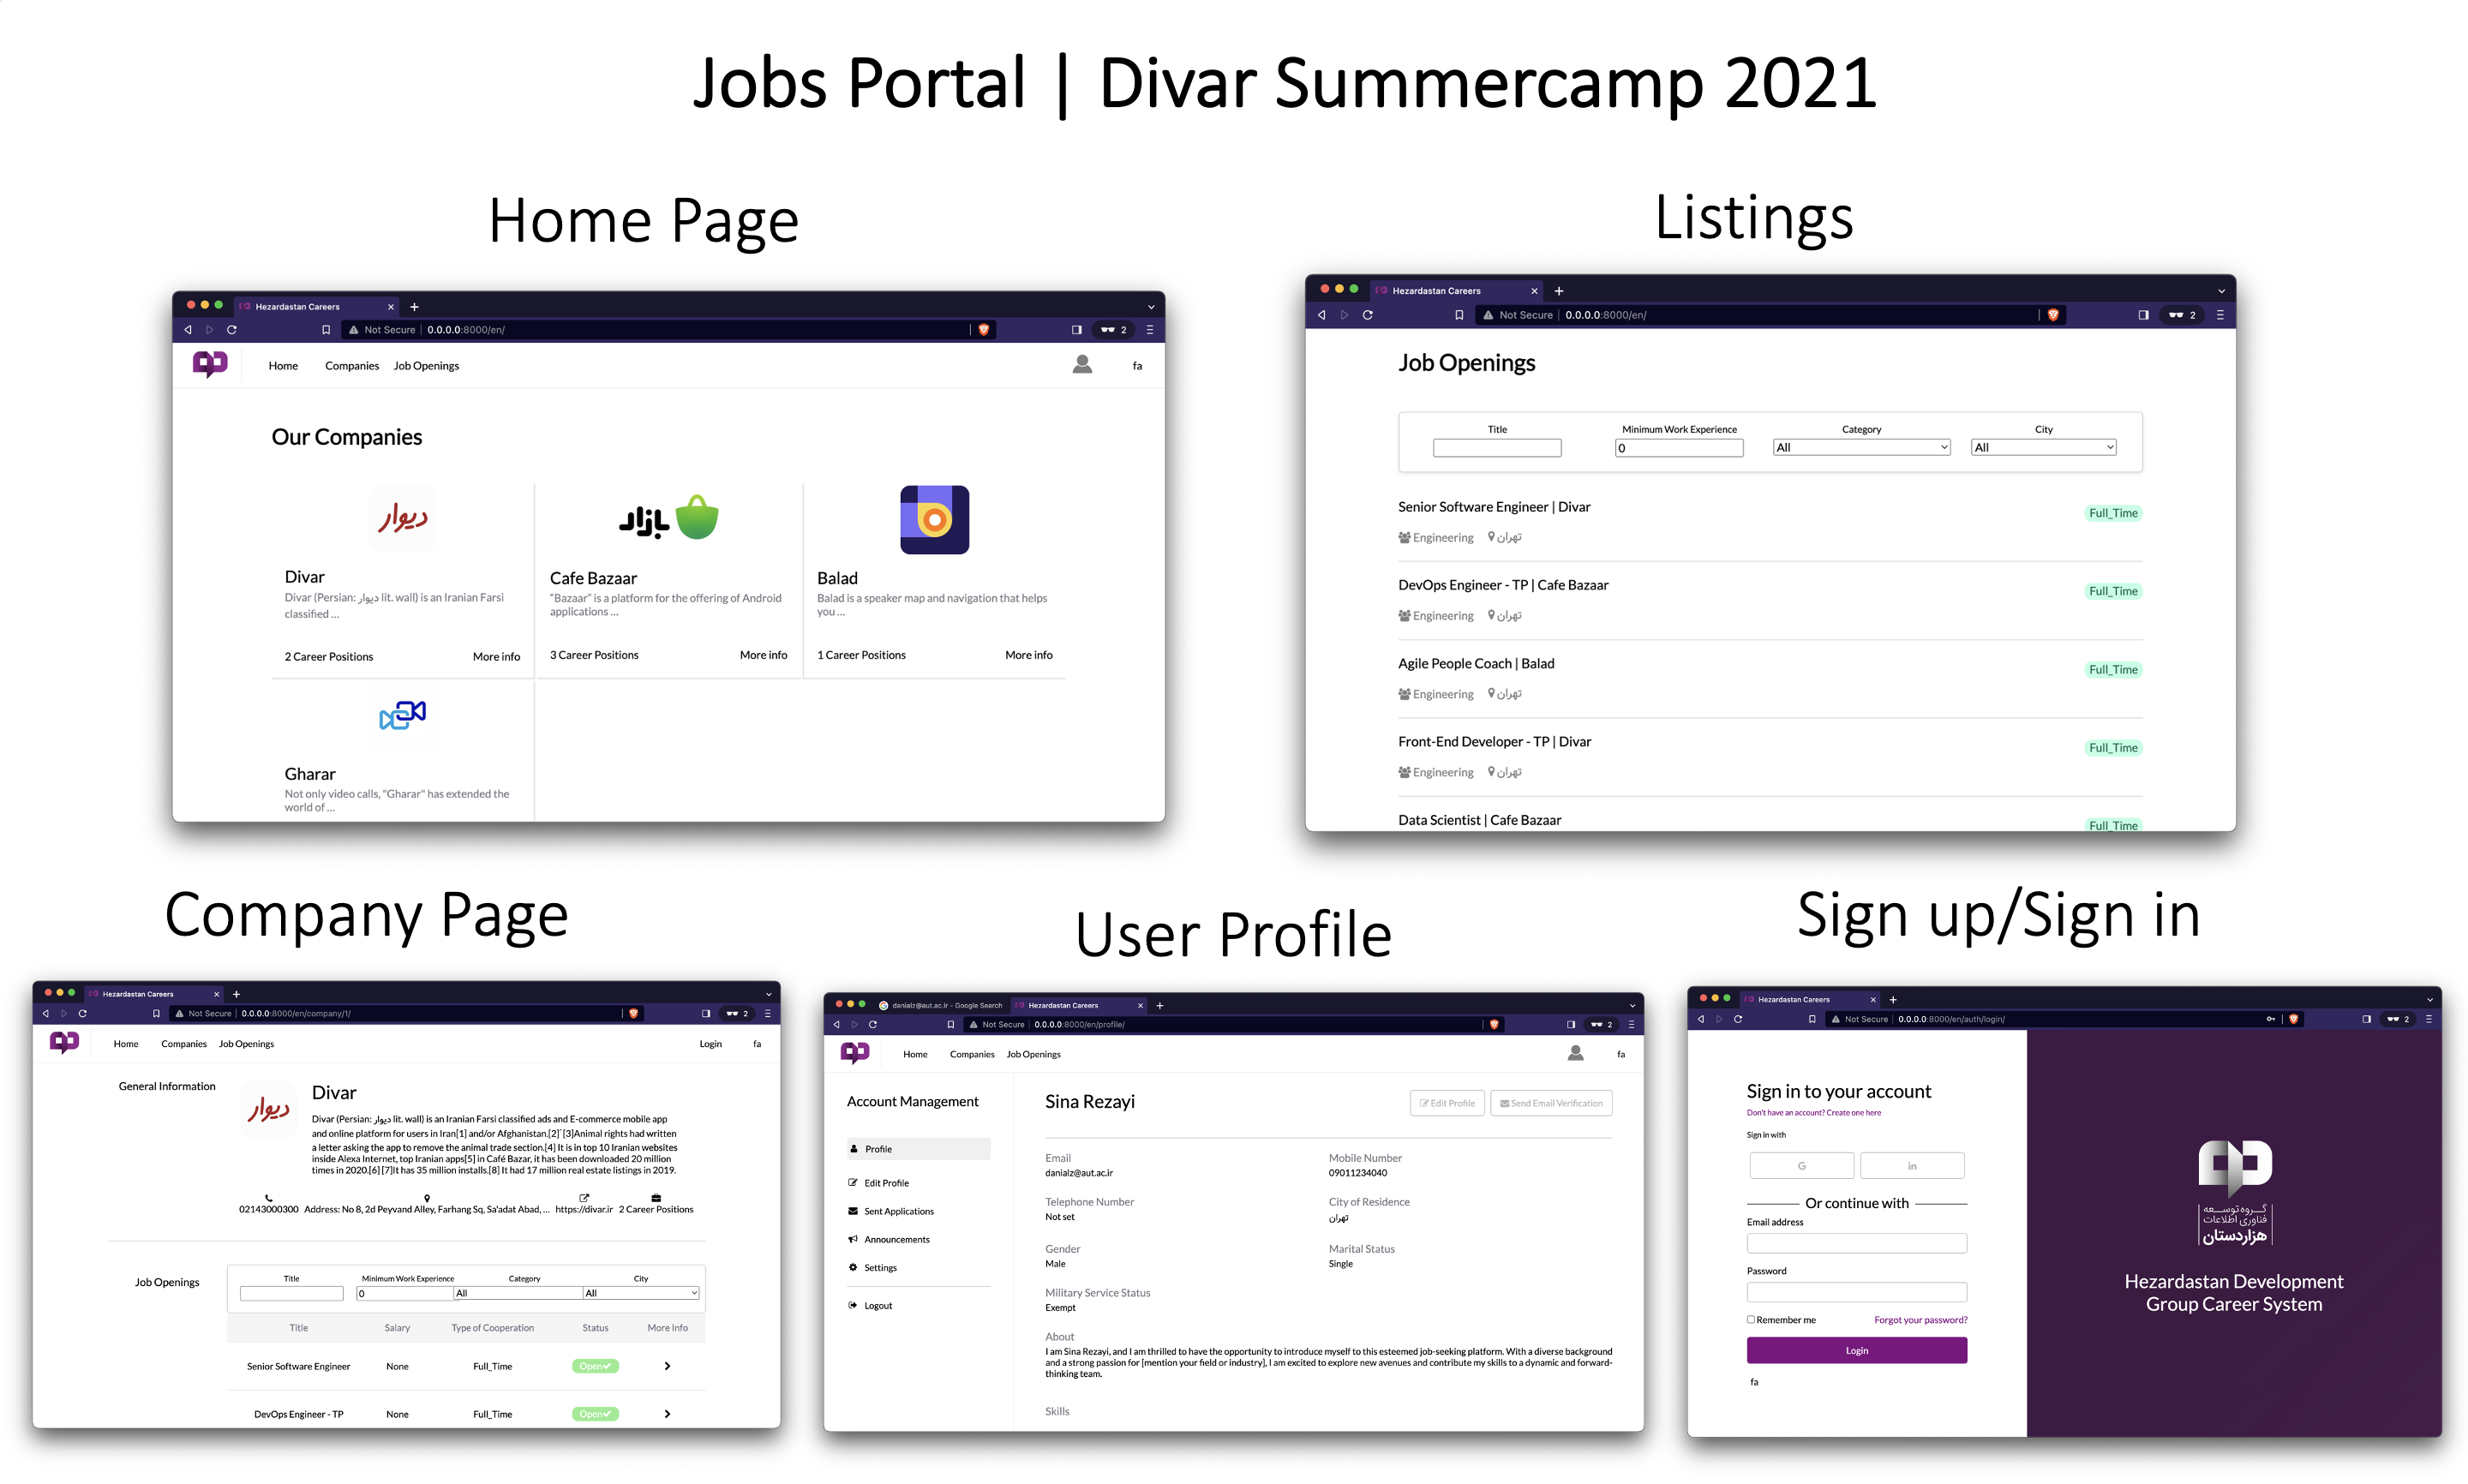 Jobs Portal | Divar Summercamp 2021
Home Page
Hezardastan Careers
Not Secure | 0.0.0.0:8000/en/
2
Home Companies Job Openings
fa
Our Companies
دیوار
Divar
Divar (Persian: دیوار lit. wall) is an Iranian Farsi
classified ...
2 Career Positions More info
بازار
Cafe Bazaar
"Bazaar" is a platform for the offering of Android
applications ...
3 Career Positions More info
Balad
Balad is a speaker map and navigation that helps
you ...
1 Career Positions More info
Gharar
Not only video calls, "Gharar" has extended the
world of ...
Listings
Hezardastan Careers
Not Secure | 0.0.0.0:8000/en/
2
Job Openings
Title Minimum Work Experience Category City
0 All All
Senior Software Engineer | Divar
Full_Time
Engineering تهران
DevOps Engineer - TP | Cafe Bazaar
Full_Time
Engineering تهران
Agile People Coach | Balad
Full_Time
Engineering تهران
Front-End Developer - TP | Divar
Full_Time
Engineering تهران
Data Scientist | Cafe Bazaar
Full_Time
Company Page
Hezardastan Careers
Not Secure | 0.0.0.0:8000/en/company/1/
2
Home Companies Job Openings
Login fa
General Information
دیوار
Divar
Divar (Persian: دیوار lit. wall) is an Iranian Farsi classified ads and E-commerce mobile app
and online platform for users in Iran[1] and/or Afghanistan.[2]˙[3]Animal rights had written
a letter asking the app to remove the animal trade section.[4] It is in top 10 Iranian websites
inside Alexa Internet, top Iranian apps[5] in Café Bazar, it has been downloaded 20 million
times in 2020.[6] [7]It has 35 million installs.[8] It had 17 million real estate listings in 2019.
02143000300 Address: No 8, 2d Peyvand Alley, Farhang Sq, Sa'adat Abad, ... https://divar.ir 2 Career Positions
Job Openings
Title Minimum Work Experience Category City
0 All All
Title Salary Type of Cooperation Status More Info
Senior Software Engineer None Full_Time Open
DevOps Engineer - TP None Full_Time Open
User Profile
danialz@aut.ac.ir - Google Search Hezardastan Careers
Not Secure | 0.0.0.0:8000/en/profile/
2
Home Companies Job Openings
fa
Account Management
Profile
Edit Profile
Sent Applications
Announcements
Settings
Logout
Sina Rezayi
Edit Profile Send Email Verification
Email Mobile Number
danialz@aut.ac.ir 09011234040
Telephone Number City of Residence
Not set تهران
Gender Marital Status
Male Single
Military Service Status
Exempt
About
I am Sina Rezayi, and I am thrilled to have the opportunity to introduce myself to this esteemed job-seeking platform. With a diverse background
and a strong passion for [mention your field or industry], I am excited to explore new avenues and contribute my skills to a dynamic and forward-
thinking team.
Skills
Sign up/Sign in
Hezardastan Careers
Not Secure | 0.0.0.0:8000/en/auth/login/
2
Sign in to your account
Don't have an account? Create one here
Sign In with
G in
Or continue with
Email address
Password
Remember me Forgot your password?
Login
fa
گروه توسعه
فناوری اطلاعات
هزاردستان
Hezardastan Development
Group Career System